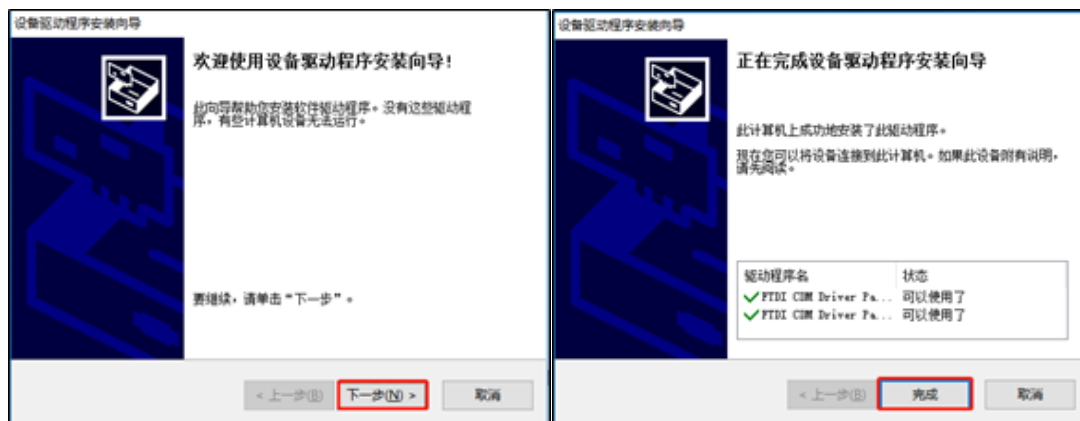 设备驱动程序安装向导
欢迎使用设备驱动程序安装向导!
此向导帮助您安装软件驱动程序。没有这些驱动程
序，有些计算机设备无法运行。
要继续，请单击“下一步”。
< 上一步(B)
下一步(N) >
取消
设备驱动程序安装向导
正在完成设备驱动程序安装向导
此计算机上成功地安装了此驱动程序。
现在您可以将设备连接到此计算机。如果此设备附有说明，
请先阅读。
驱动程序名 状态
FTDI CDM Driver Pa... 可以使用了
FTDI CDM Driver Pa... 可以使用了
< 上一步(B)
完成
取消